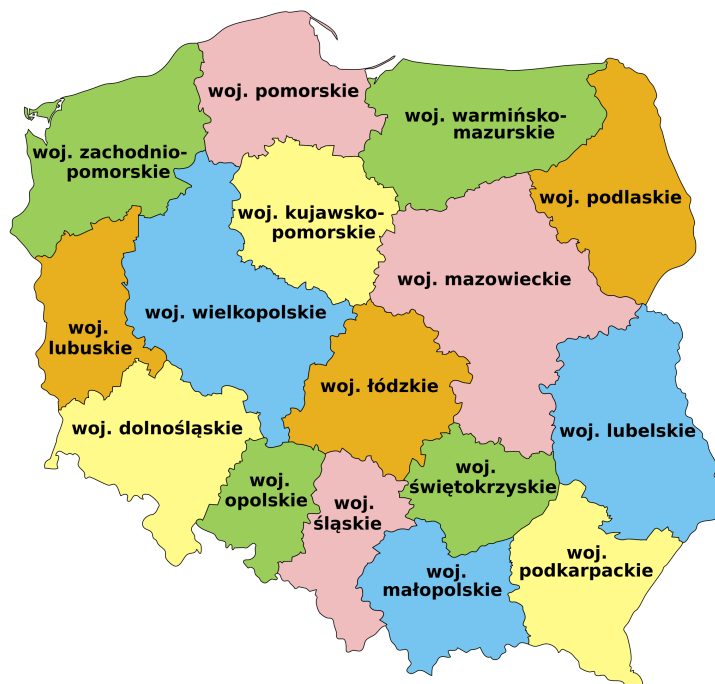 woj. pomorskie
woj. warmińsko-
mazurskie
woj. zachodnio-
pomorskie
woj. podlaskie
woj. kujawsko-
pomorskie
woj. mazowieckie
woj. wielkopolskie
woj.
lubuskie
woj. łódzkie
woj. dolnośląskie
woj. lubelskie
woj.
opolskie
woj.
śląskie
woj.
świętokrzyskie
woj.
małopolskie
woj.
podkarpackie